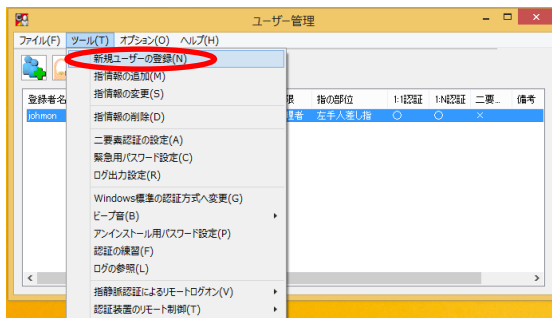 ユーザー管理
ファイル(F) ツール(T) オプション(O) ヘルプ(H)
新規ユーザーの登録(N)
指情報の追加(M)
指情報の変更(S)
指情報の削除(D)
二要素認証の設定(A)
緊急用パスワード設定(C)
ログ出力設定(R)
Windows標準の認証方式へ変更(G)
ビープ音(B)
アンインストール用パスワード設定(P)
認証の練習(F)
ログの参照(L)
指静脈認証によるリモートログオン(V)
認証装置のリモート制御(T)
登録者名 限 指の部位 1:1認証 1:N認証 二要... 備考
johmon 理者 左手人差し指 ○ ○ ×